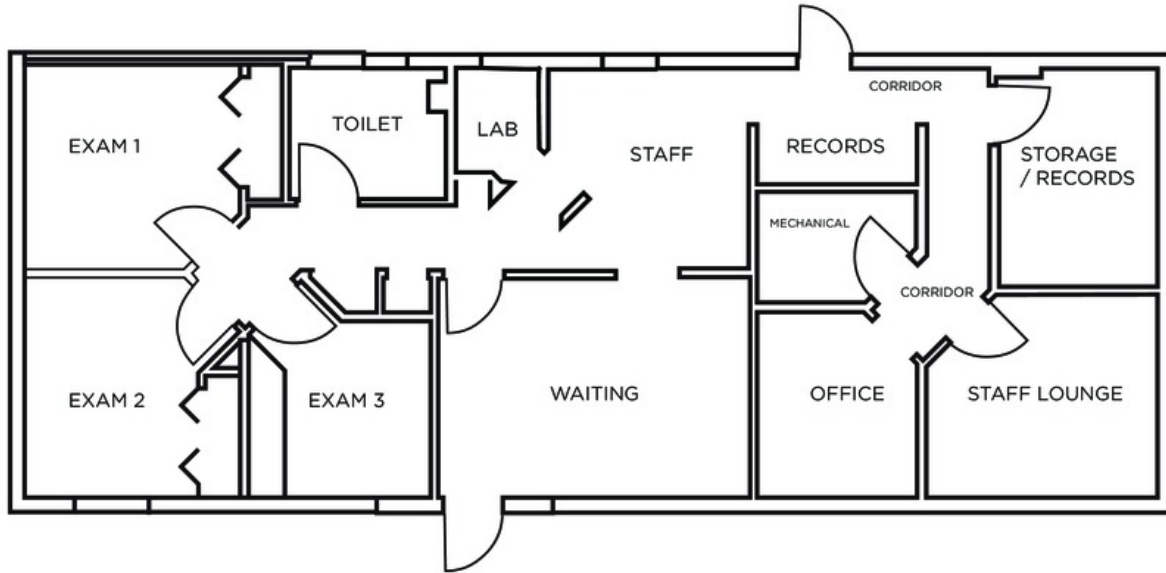 EXAM 1
TOILET
LAB
STAFF
CORRIDOR
RECORDS
STORAGE
/ RECORDS
MECHANICAL
CORRIDOR
EXAM 2
EXAM 3
WAITING
OFFICE
STAFF LOUNGE